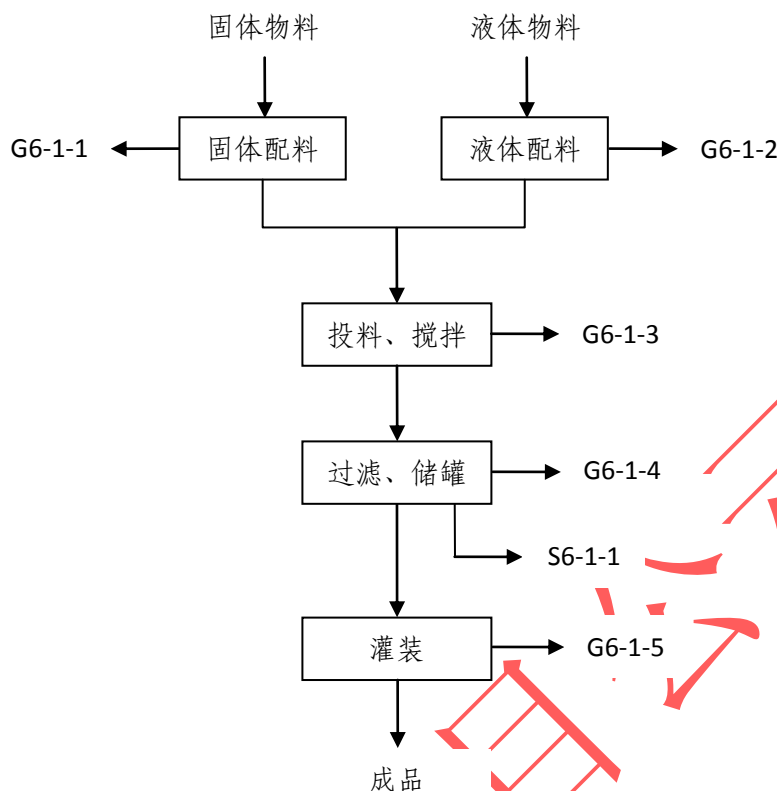 固体物料
液体物料
G6-1-1
固体配料
液体配料
G6-1-2
投料、搅拌
G6-1-3
过滤、储罐
G6-1-4
S6-1-1
灌装
G6-1-5
成品